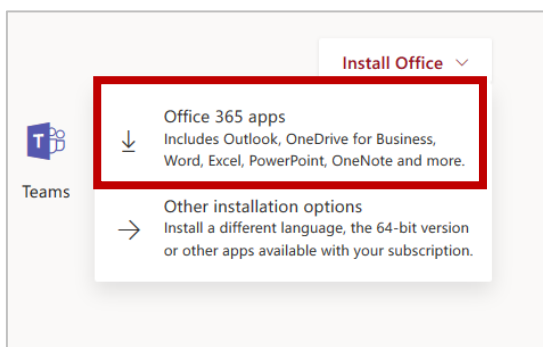 Install Office
Office 365 apps
Includes Outlook, OneDrive for Business,
Word, Excel, PowerPoint, OneNote and more.
T
Teams
Other installation options
Install a different language, the 64-bit version
or other apps available with your subscription.